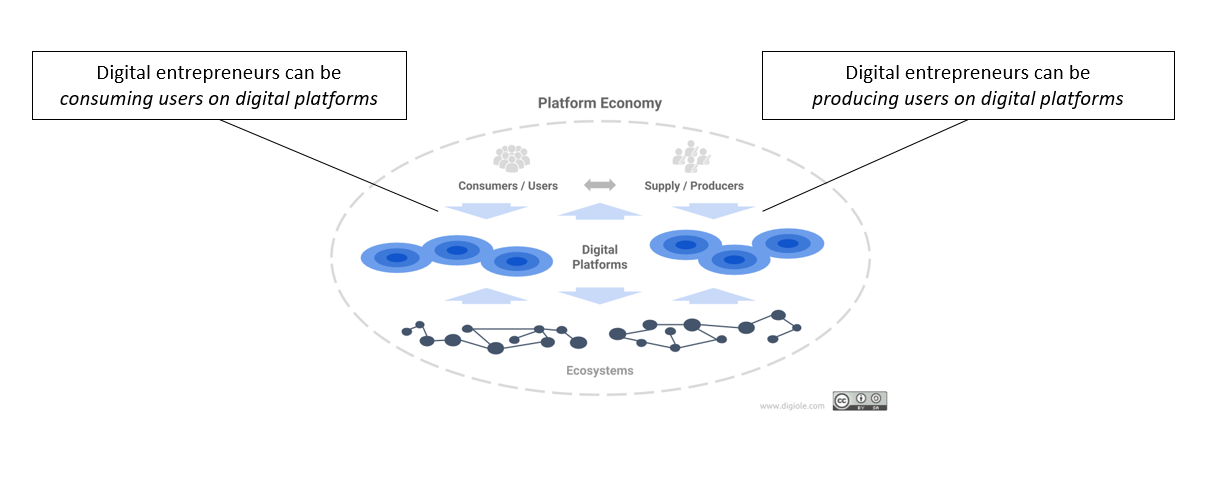 Digital entrepreneurs can be
consuming users on digital platforms
Digital entrepreneurs can be
producing users on digital platforms
Platform Economy
Consumers / Users
Supply / Producers
Digital
Platforms
Ecosystems
www.digiole.com
cc
BY SA